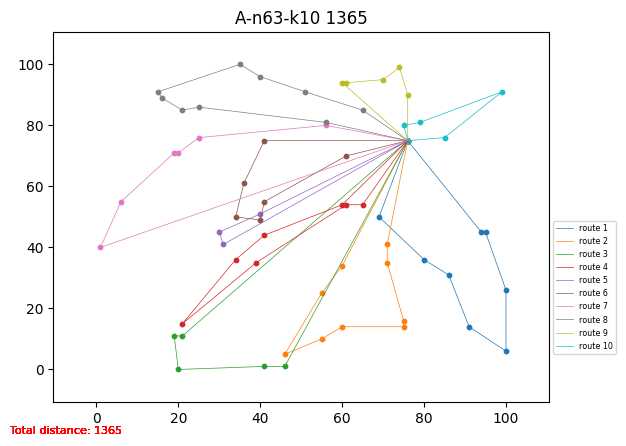 A-n63-k10 1365
100
80
60
40
20
0
0 20 40 60 80 100
route 1
route 2
route 3
route 4
route 5
route 6
route 7
route 8
route 9
route 10
Total distance: 1365